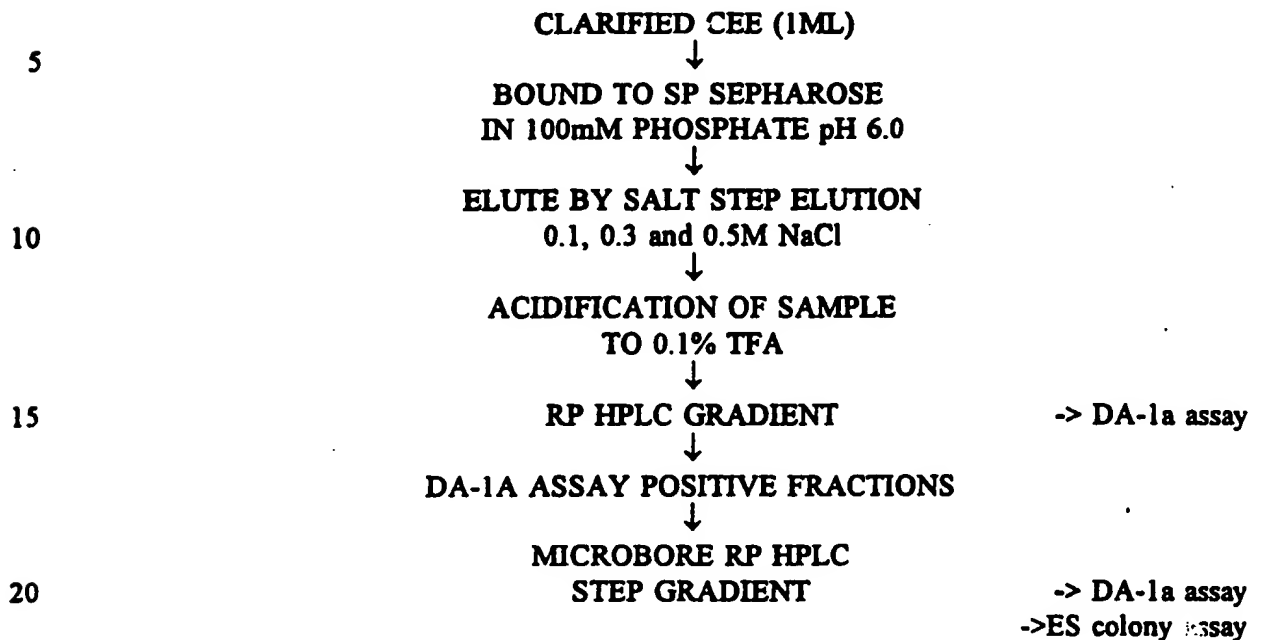 CLARIFIED CEE (1ML)
5
↓
BOUND TO SP SEPHAROSE
IN 100mM PHOSPHATE pH 6.0
↓
ELUTE BY SALT STEP ELUTION
10 0.1, 0.3 and 0.5M NaCl
↓
ACIDIFICATION OF SAMPLE
TO 0.1% TFA
↓
15 RP HPLC GRADIENT -> DA-1a assay
↓
DA-1A ASSAY POSITIVE FRACTIONS
↓
MICROBORE RP HPLC
20 STEP GRADIENT -> DA-1a assay
->ES colony assay